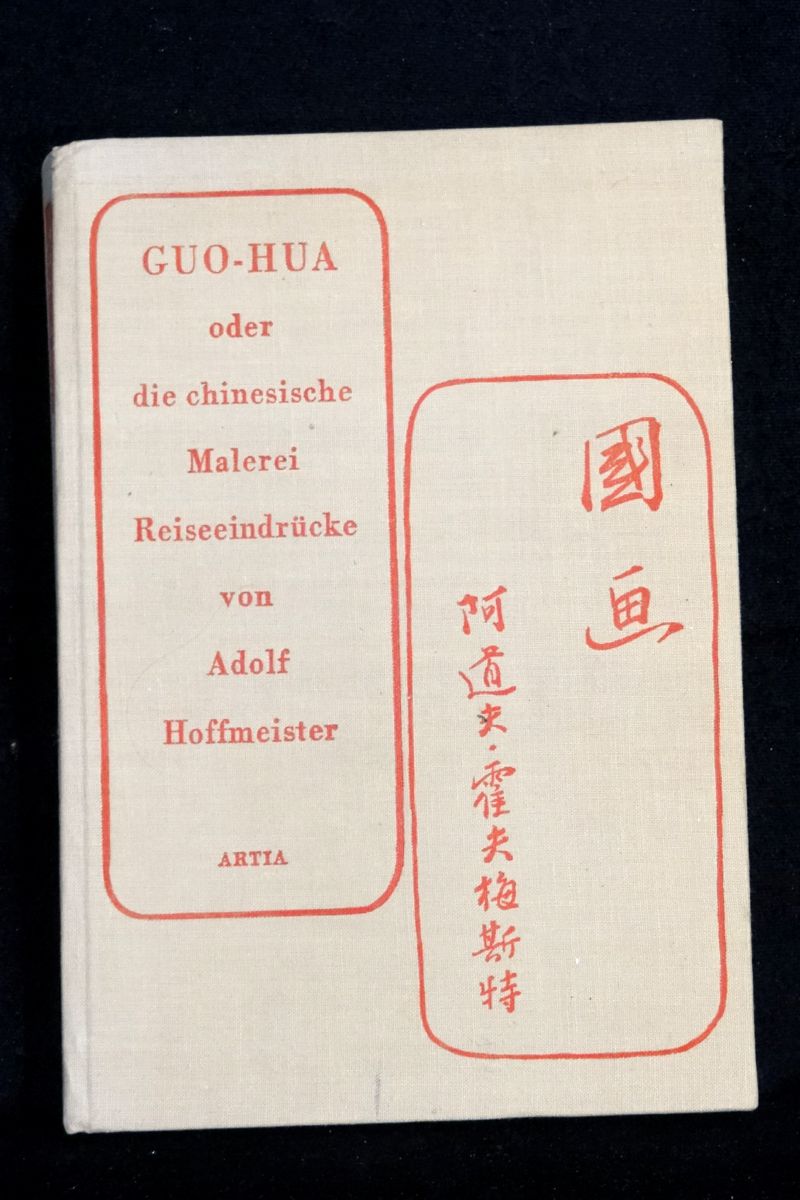 GUO-HUA
oder
die chinesische
Malerei
Reiseeindrücke
von
Adolf
Hoffmeister
ARTIA
國画
阿道夫·霍夫梅斯特